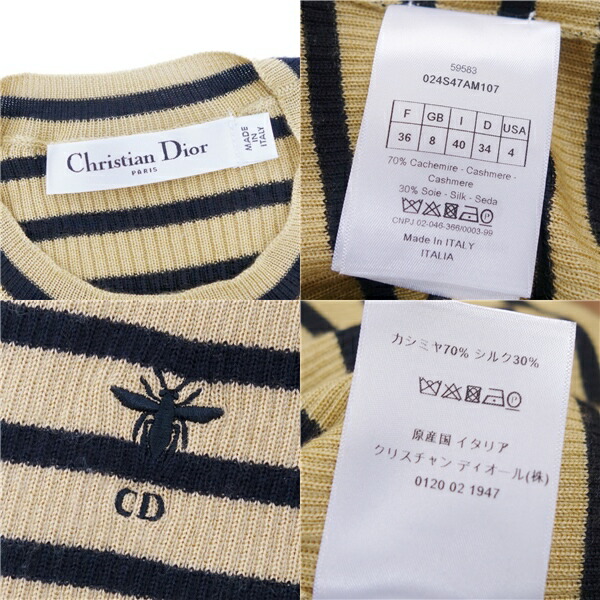 Christian Dior
PARIS
MADE
IN
ITALY
59583
024S47AM107
F GB I D USA
36 8 40 34 4
70% Cachemire - Cashmere -
Cashmere
30% Soie - Silk - Seda
CNPJ 02-046-366/0003-99
Made In ITALY
ITALIA
CD
カシミヤ70% シルク30%
P
原産国 イタリア
クリスチャン ディオール(株)
0120 02 1947